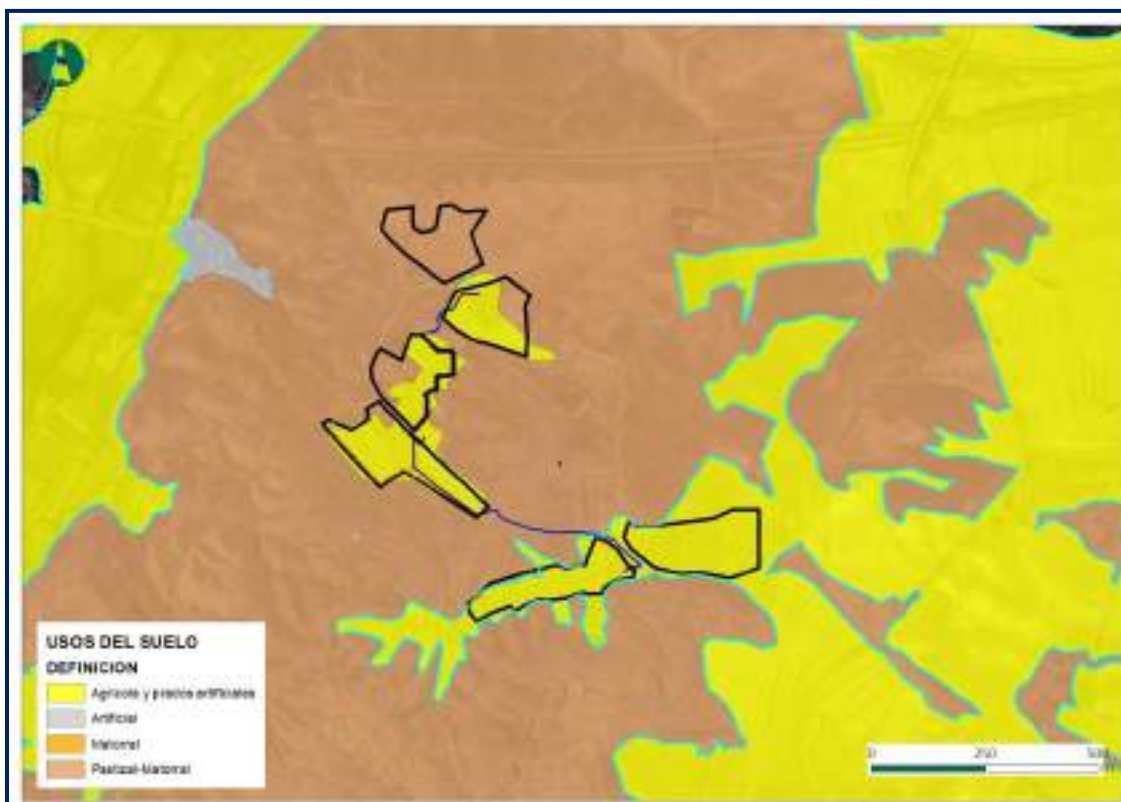 USOS DEL SUELO
DEFINICION
Agrícola y prados artificiales
Artificial
Matorral
Pastizal-Matorral
0 250 500
m